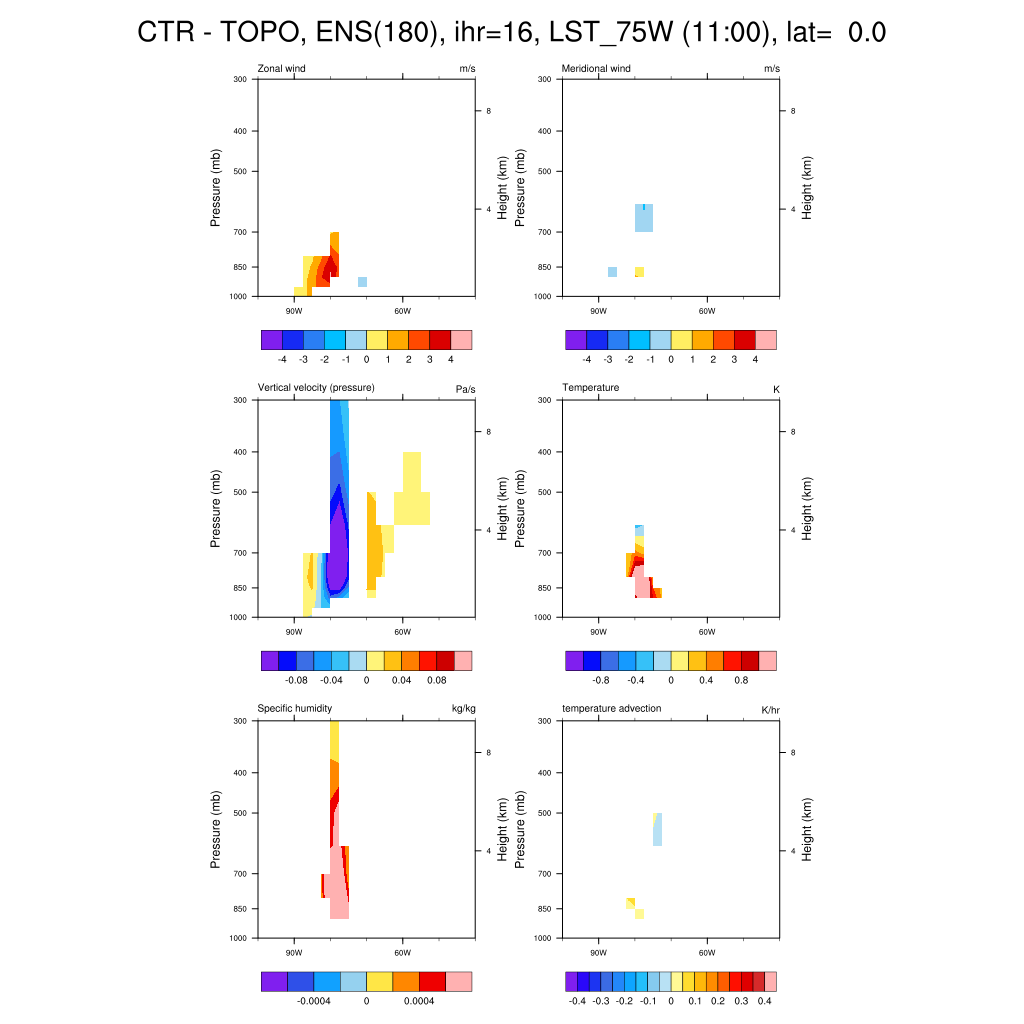 CTR - TOPO, ENS(180), ihr=16, LST_75W (11:00), lat= 0.0
Zonal wind m/s
Meridional wind m/s
300
400
500
700
850
1000
Pressure (mb)
8
4
Height (km)
90W 60W
300
400
500
700
850
1000
Pressure (mb)
8
4
Height (km)
90W 60W
-4 -3 -2 -1 0 1 2 3 4
-4 -3 -2 -1 0 1 2 3 4
Vertical velocity (pressure) Pa/s
Temperature K
300
400
500
700
850
1000
Pressure (mb)
8
4
Height (km)
90W 60W
300
400
500
700
850
1000
Pressure (mb)
8
4
Height (km)
90W 60W
-0.08 -0.04 0 0.04 0.08
-0.8 -0.4 0 0.4 0.8
Specific humidity kg/kg
temperature advection K/hr
300
400
500
700
850
1000
Pressure (mb)
8
4
Height (km)
90W 60W
300
400
500
700
850
1000
Pressure (mb)
8
4
Height (km)
90W 60W
-0.0004 0 0.0004
-0.4 -0.3 -0.2 -0.1 0 0.1 0.2 0.3 0.4